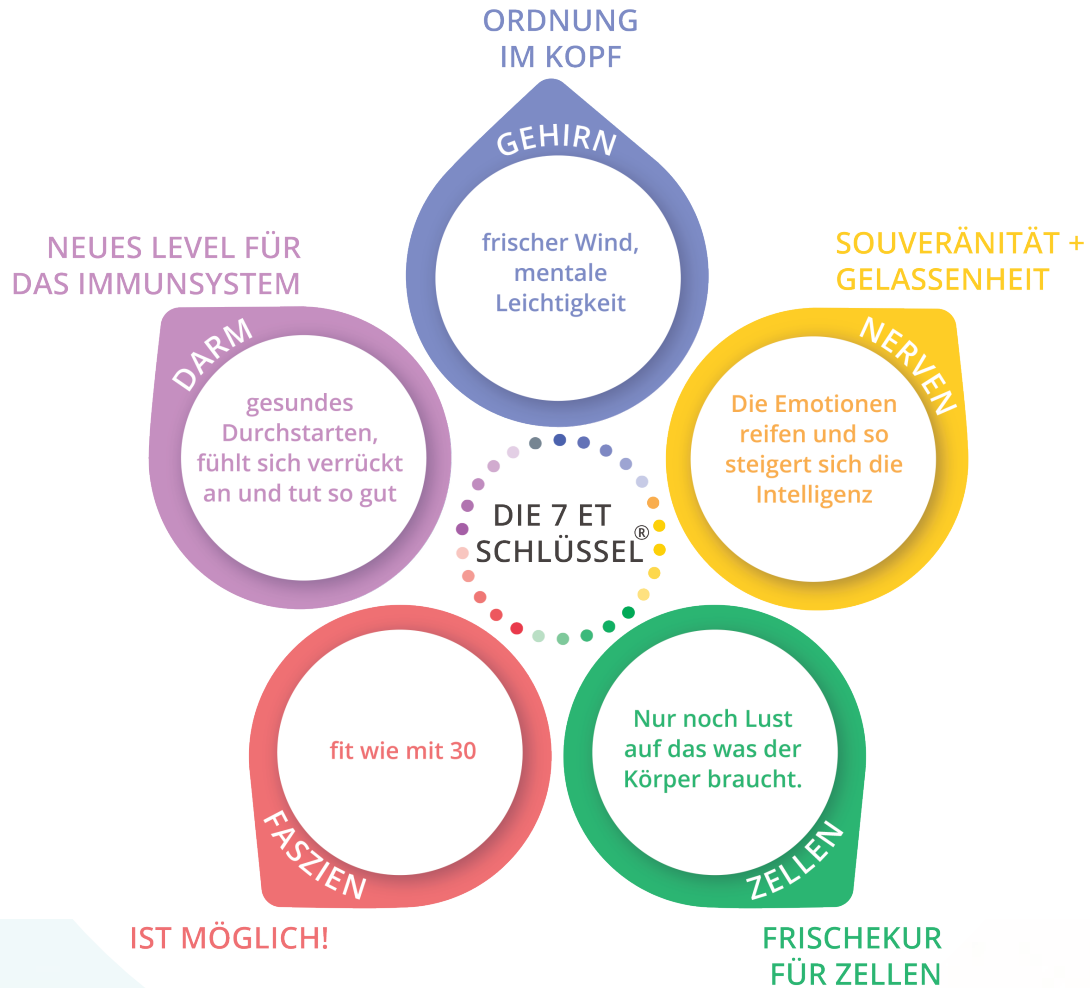 ORDNUNG
IM KOPF
GEHIRN
frischer Wind,
mentale
Leichtigkeit
NEUES LEVEL FÜR
DAS IMMUNSYSTEM
DARM
gesundes
Durchstarten,
fühlt sich verrückt
an und tut so gut
SOUVERÄNITÄT +
GELASSENHEIT
NERVEN
Die Emotionen
reifen und so
steigert sich die
Intelligenz
DIE 7 ET
SCHLÜSSEL®
fit wie mit 30
FASZIEN
IST MÖGLICH!
Nur noch Lust
auf das was der
Körper braucht.
ZELLEN
FRISCHEKUR
FÜR ZELLEN